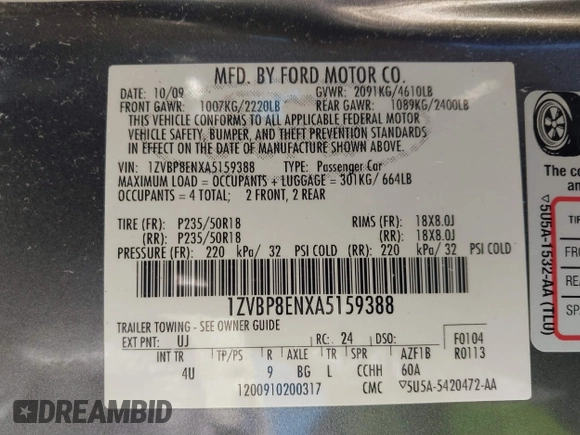 MFD. BY FORD MOTOR CO.
DATE: 10/09 GVWR: 2091KG/4610LB
FRONT GAWR: 1007KG/2220LB REAR GAWR: 1089KG/2400LB
THIS VEHICLE CONFORMS TO ALL APPLICABLE FEDERAL MOTOR
VEHICLE SAFETY, BUMPER, AND THEFT PREVENTION STANDARDS
IN EFFECT ON THE DATE OF MANUFACTURE SHOWN ABOVE.
VIN: 1ZVBP8ENXA5159388 TYPE: Passenger Car
MAXIMUM LOAD = OCCUPANTS + LUGGAGE = 301KG/ 664LB
OCCUPANTS = 4 TOTAL; 2 FRONT, 2 REAR
TIRE (FR): P235/50R18 RIMS (FR): 18X8.0J
(RR): P235/50R18 (RR): 18X8.0J
PRESSURE (FR): 220 kPa/ 32 PSI COLD (RR): 220 kPa/ 32 PSI COLD
1ZVBP8ENXA5159388
TRAILER TOWING - SEE OWNER GUIDE
EXT PNT: UJ RC: 24 DSO: F0104
INT TR TP/PS R AXLE TR SPR AZF1B R0113
4U 9 BG L CCHH 60A
1200910200317 CMC ▽5U5A-5420472-AA
The co
an
TI
FRO
REA
SPA
▽5U5A-1532-AA (TL0)
DREAMBID